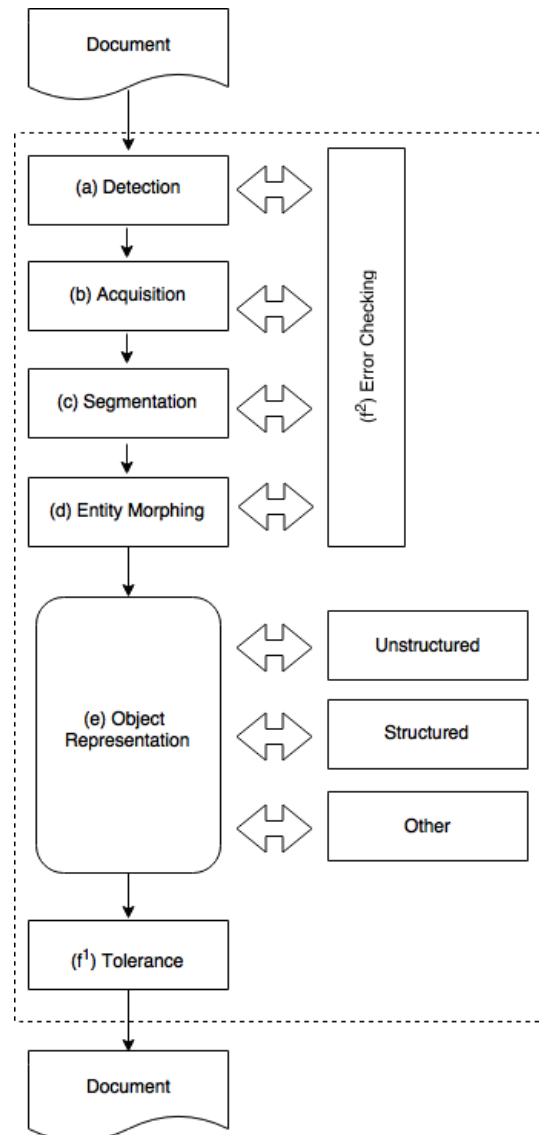 Document
(a) Detection
(b) Acquisition
(c) Segmentation
(d) Entity Morphing
(f²) Error Checking
(e) Object
Representation
Unstructured
Structured
Other
(f¹) Tolerance
Document